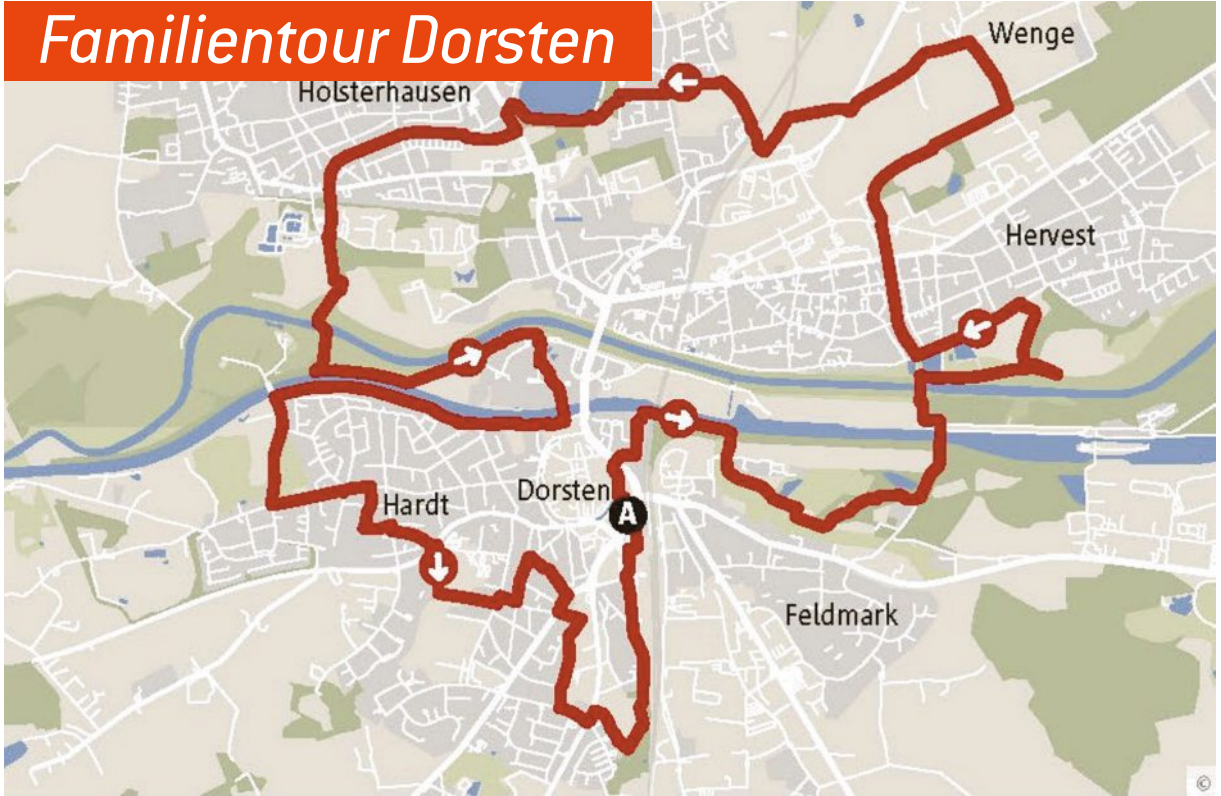 Familientour Dorsten
Wenge
Holsterhausen
Hervest
Dorsten
A
Hardt
Feldmark
©